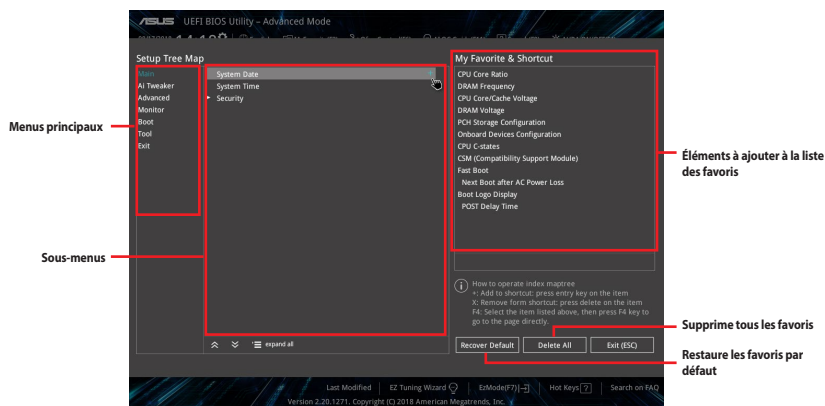 ASUS UEFI BIOS Utility – Advanced Mode
Setup Tree Map
Main
Ai Tweaker
Advanced
Monitor
Boot
Tool
Exit
System Date +
System Time
Security
expand all
My Favorite & Shortcut
CPU Core Ratio
DRAM Frequency
CPU Core/Cache Voltage
DRAM Voltage
PCH Storage Configuration
Onboard Devices Configuration
CPU C-states
CSM (Compatibility Support Module)
Fast Boot
Next Boot after AC Power Loss
Boot Logo Display
POST Delay Time
How to operate index maptree
+: Add to shortcut: press entry key on the item
X: Remove form shortcut: press delete on the item
F4: Select the item listed above, then press F4 key to
go to the page directly.
Recover Default
Delete All
Exit (ESC)
Last Modified
EZ Tuning Wizard
EzMode(F7)
Hot Keys ?
Search on FAQ
Version 2.20.1271. Copyright (C) 2018 American Megatrends, Inc.
Menus principaux
Sous-menus
Éléments à ajouter à la liste
des favoris
Supprime tous les favoris
Restaure les favoris par
défaut